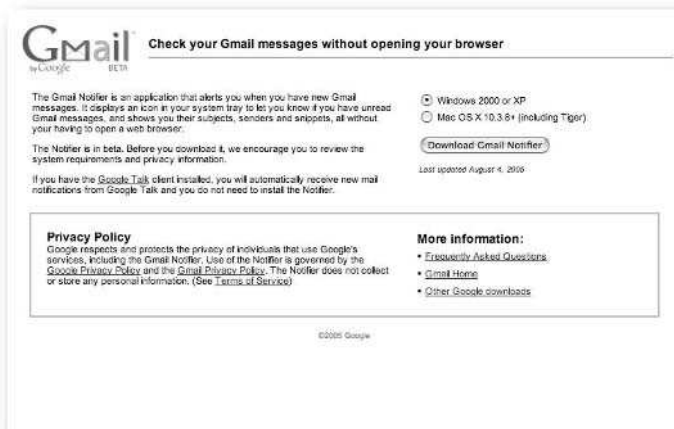 Gmail
by Google BETA
Check your Gmail messages without opening your browser
The Gmail Notifier is an application that alerts you when you have new Gmail
messages. It displays an icon in your system tray to let you know if you have unread
Gmail messages, and shows you their subjects, senders and snippets, all without
your having to open a web browser.
The Notifier is in beta. Before you download it, we encourage you to review the
system requirements and privacy information.
If you have the Google Talk client installed, you will automatically receive new mail
notifications from Google Talk and you do not need to install the Notifier.
Windows 2000 or XP
Mac OS X 10.3.8+ (including Tiger)
Download Gmail Notifier
Last updated August 4, 2005
Privacy Policy
Google respects and protects the privacy of individuals that use Google's
services, including the Gmail Notifier. Use of the Notifier is governed by the
Google Privacy Policy and the Gmail Privacy Policy. The Notifier does not collect
or store any personal information. (See Terms of Service)
More information:
• Frequently Asked Questions
• Gmail Home
• Other Google downloads
©2005 Google